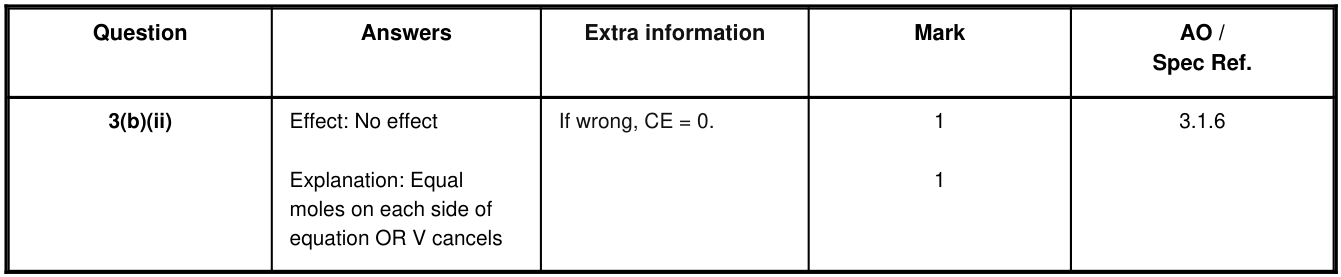 Question Answers Extra information Mark AO /
Spec Ref.
3(b)(ii) Effect: No effect If wrong, CE = 0. 1 3.1.6
Explanation: Equal 1
moles on each side of
equation OR V cancels